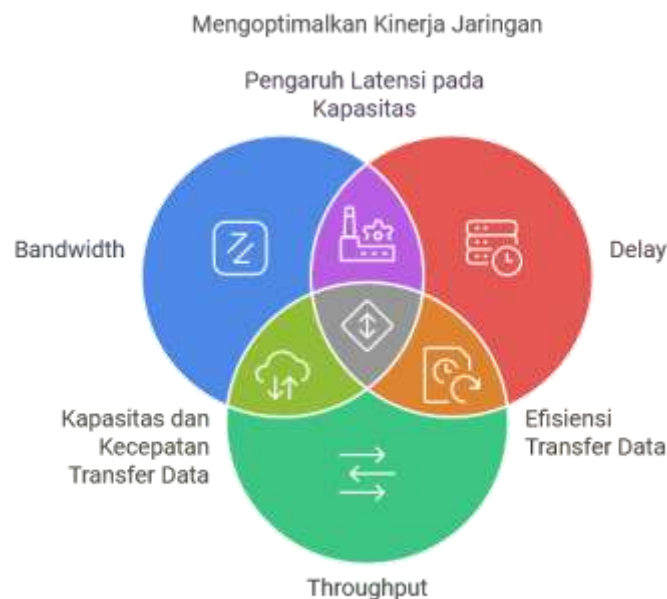 Mengoptimalkan Kinerja Jaringan
Pengaruh Latensi pada
Kapasitas
Bandwidth
Delay
Kapasitas dan
Kecepatan
Transfer Data
Efisiensi
Transfer Data
Throughput